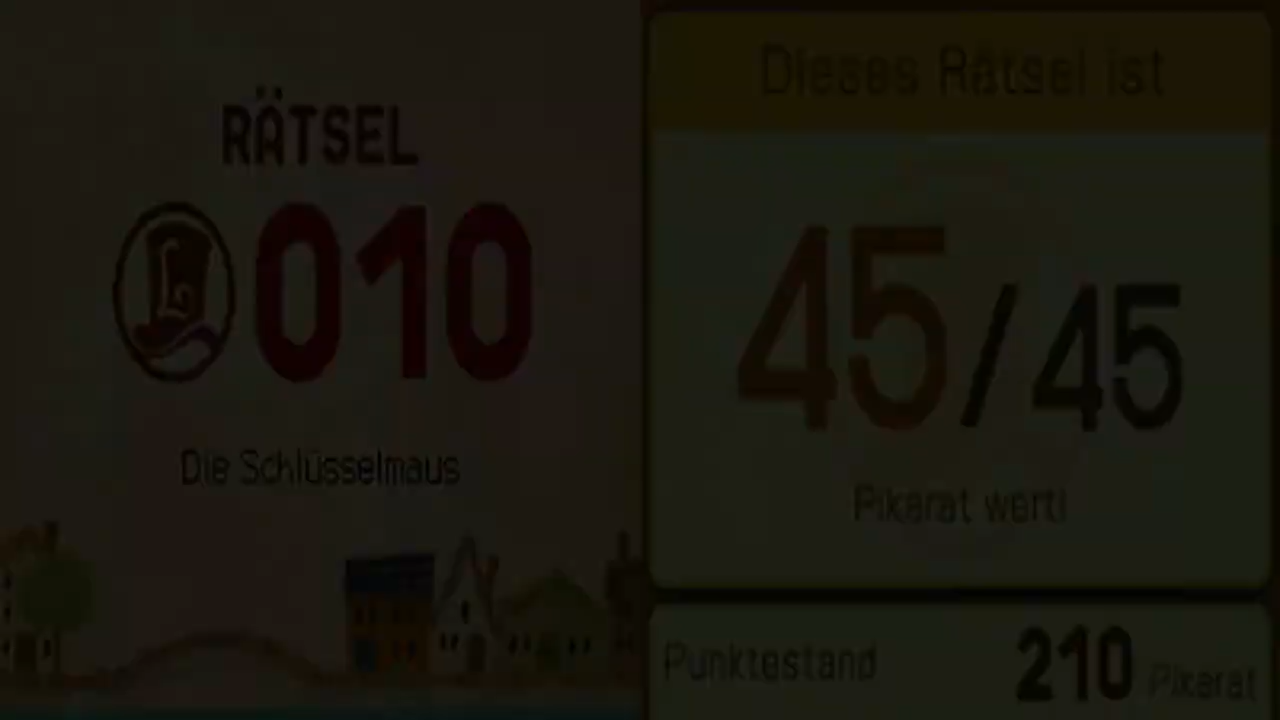 RÄTSEL
L 010
Die Schlüsselmaus
Dieses Rätsel ist
45/45
Pikarat wert!
Punktestand 210 Pikarat